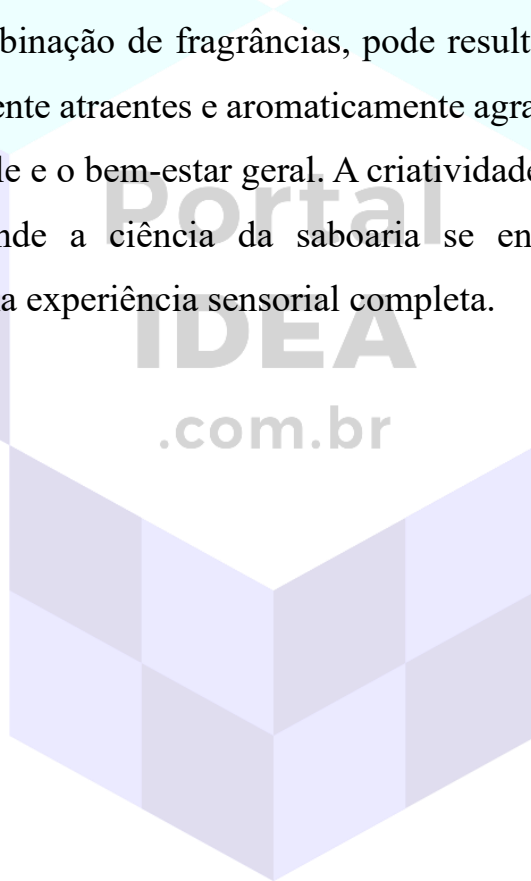 binação de fragrâncias, pode result
ente atraentes e aromaticamente agra
le e o bem-estar geral. A criatividade
nde a ciência da saboaria se en
a experiência sensorial completa.
Portal
IDEA
.com.br